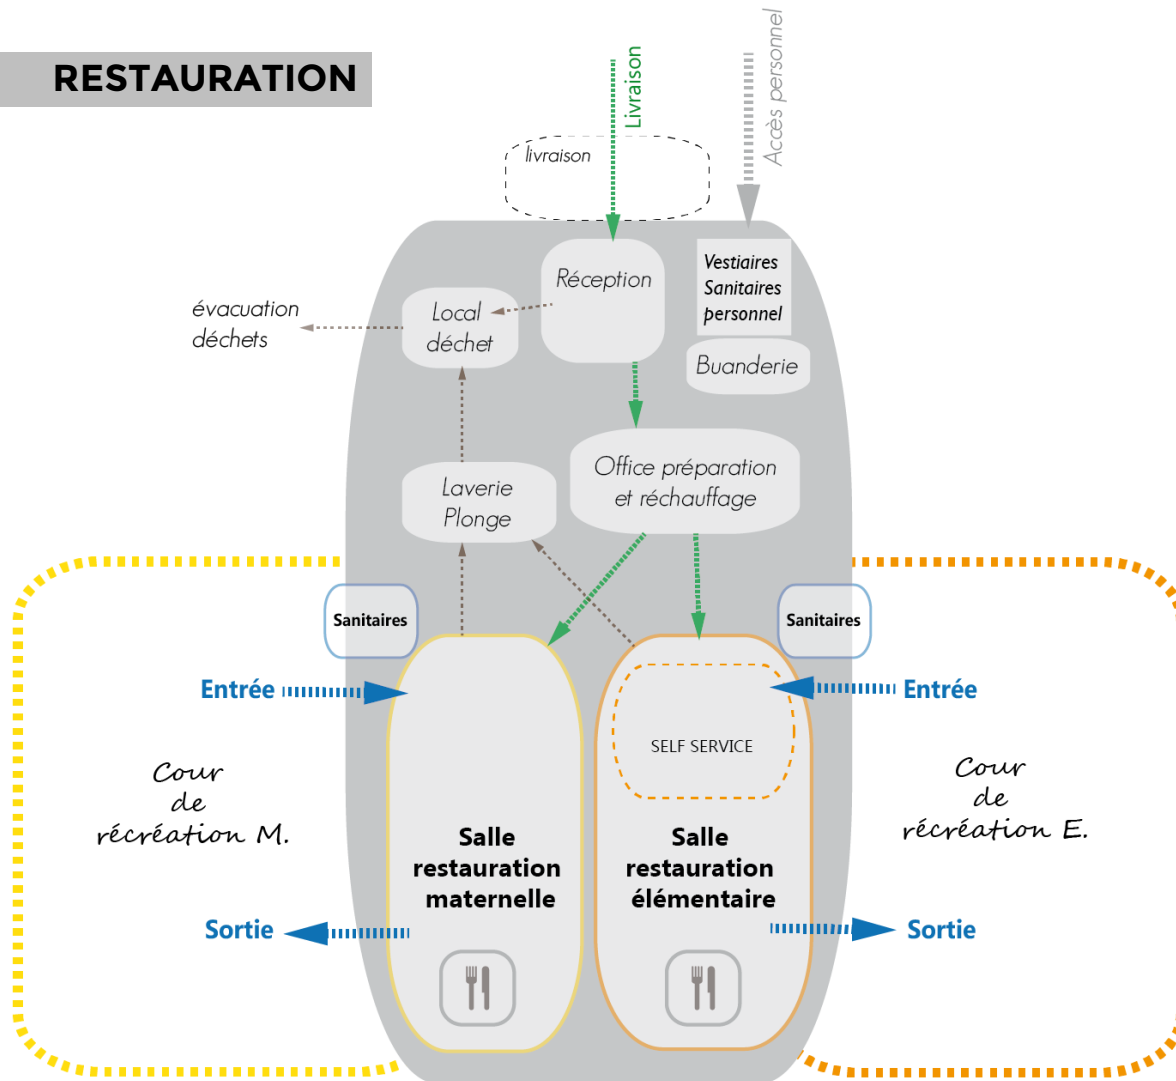 RESTAURATION
Livraison
Accès personnel
livraison
Réception
Vestiaires
Sanitaires
personnel
évacuation
déchets
Local
déchet
Buanderie
Office préparation
et réchauffage
Laverie
Plonge
Sanitaires
Sanitaires
Entrée
Entrée
SELF SERVICE
Cour
de
récréation M.
Cour
de
récréation E.
Salle
restauration
maternelle
Salle
restauration
élémentaire
Sortie
Sortie